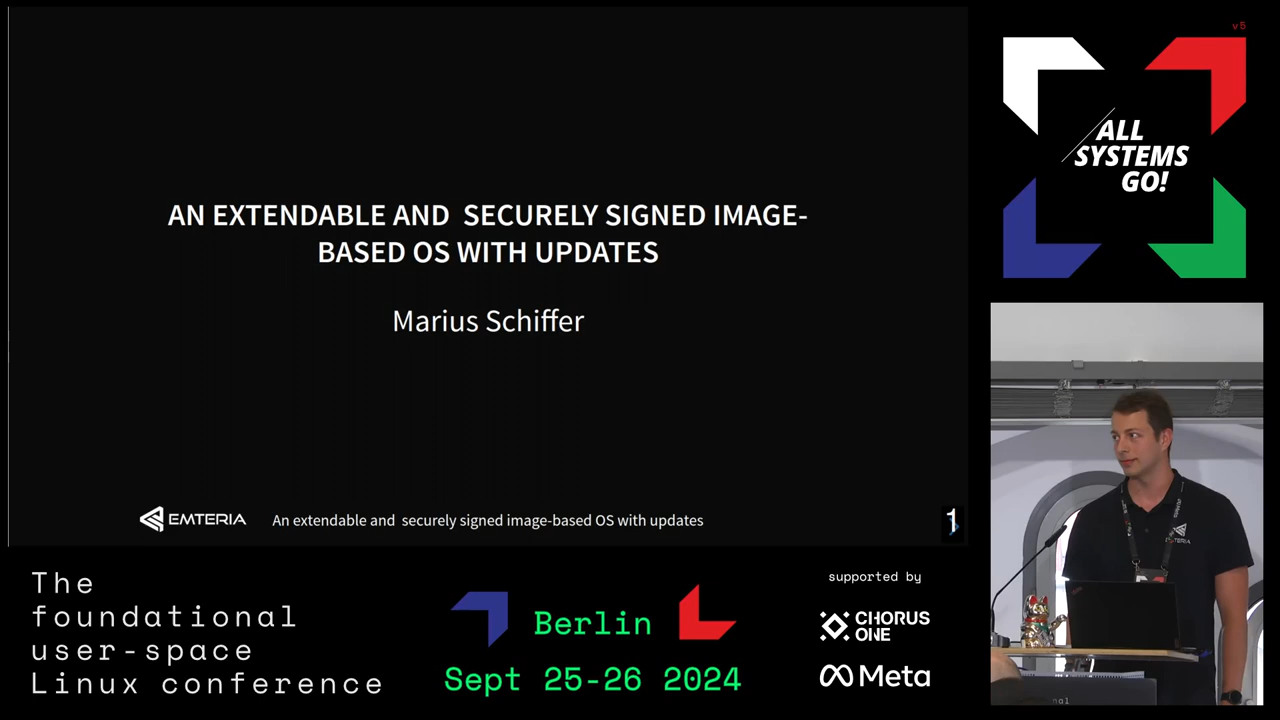 v5
ALL
SYSTEMS
GO!
AN EXTENDABLE AND  SECURELY SIGNED IMAGE-
BASED OS WITH UPDATES
Marius Schiffer
EMTERIA
An extendable and  securely signed image-based OS with updates
1
EMTERIA
The
foundational
user-space
Linux conference
Berlin
Sept 25-26 2024
supported by
CHORUS
ONE
Meta